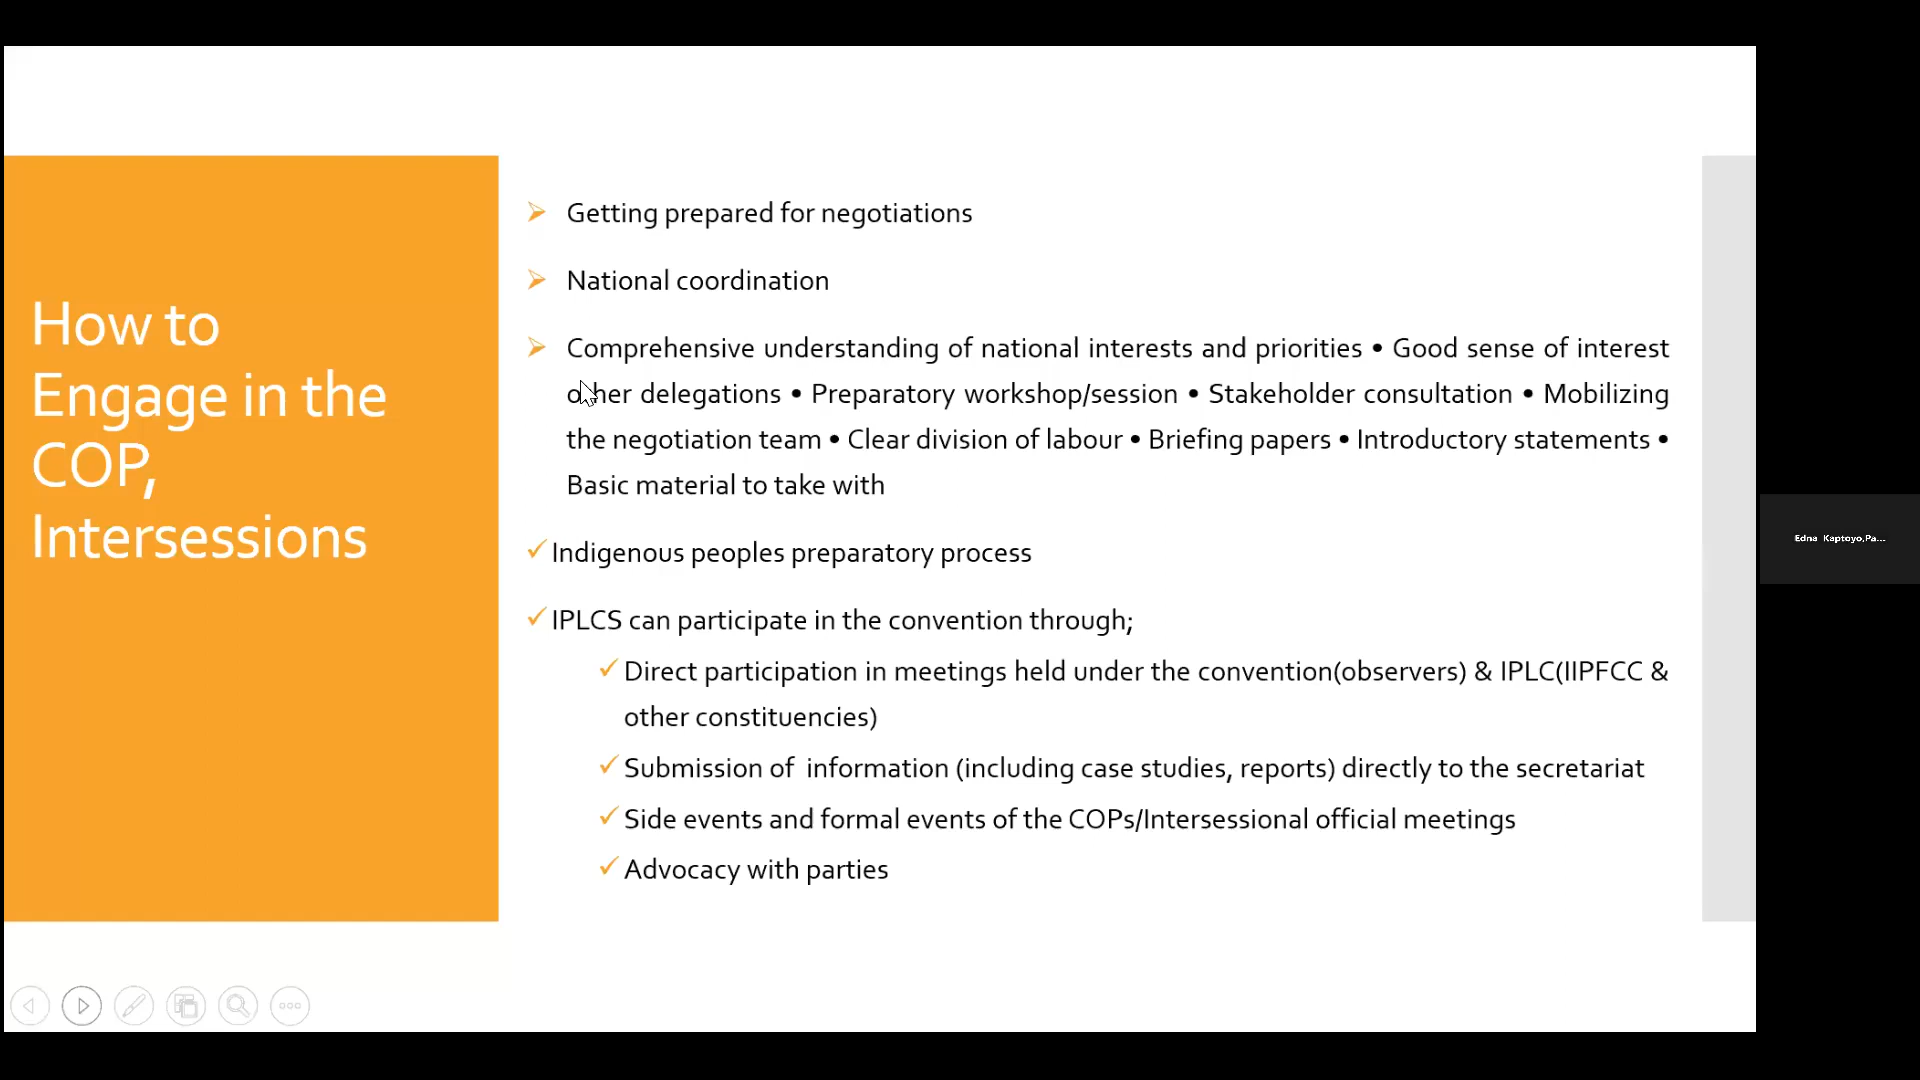 How to
Engage in the
COP,
Intersessions
Getting prepared for negotiations
National coordination
Comprehensive understanding of national interests and priorities • Good sense of interest
other delegations • Preparatory workshop/session • Stakeholder consultation • Mobilizing
the negotiation team • Clear division of labour • Briefing papers • Introductory statements •
Basic material to take with
Indigenous peoples preparatory process
IPLCS can participate in the convention through;
Direct participation in meetings held under the convention(observers) & IPLC(IIPFCC &
other constituencies)
Submission of  information (including case studies, reports) directly to the secretariat
Side events and formal events of the COPs/Intersessional official meetings
Advocacy with parties
Edna Kaptoyo,Pa...